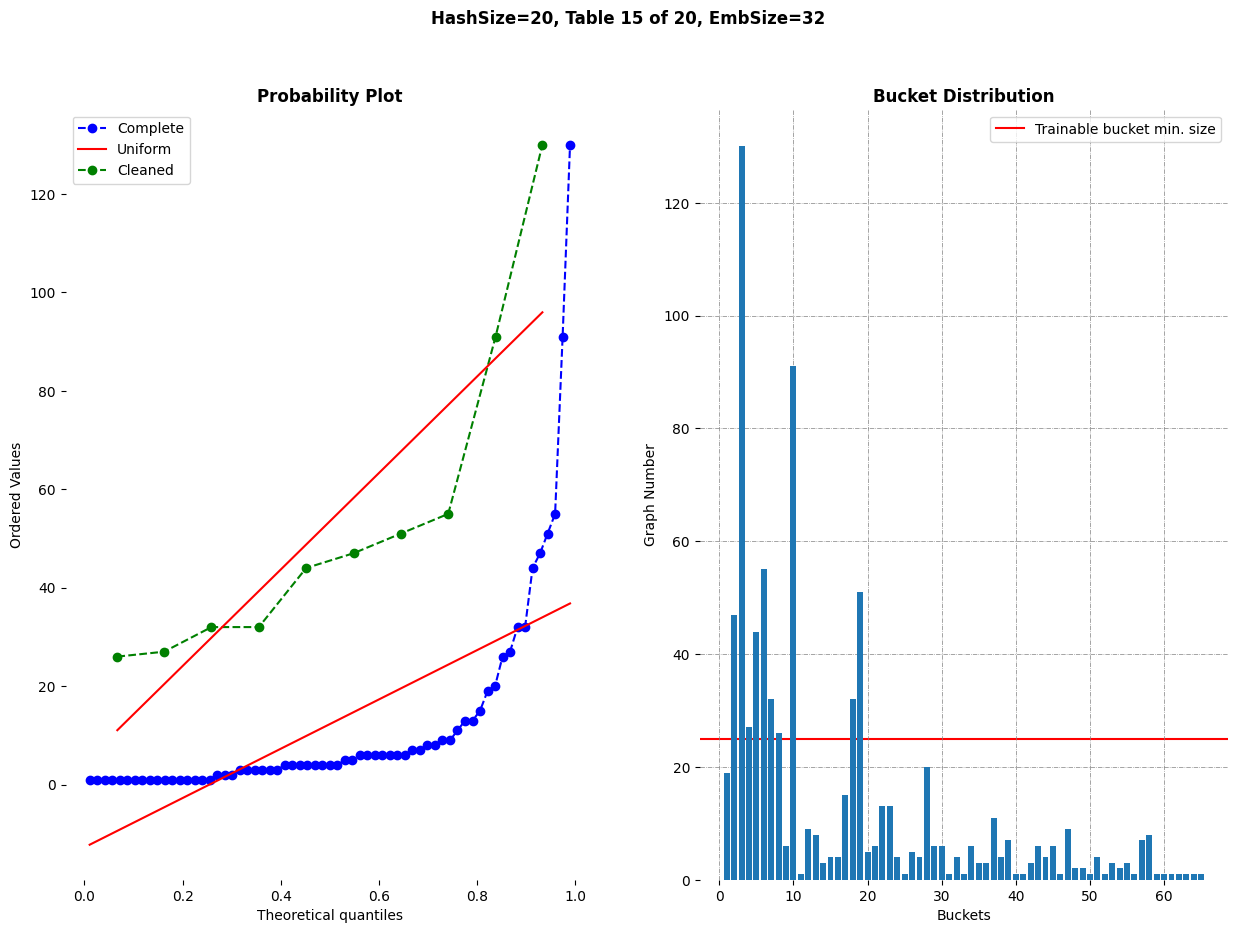 HashSize=20, Table 15 of 20, EmbSize=32
Probability Plot
Complete
Uniform
Cleaned
Ordered Values
120
100
80
60
40
20
0
0.0 0.2 0.4 0.6 0.8 1.0
Theoretical quantiles
Bucket Distribution
Trainable bucket min. size
Graph Number
120
100
80
60
40
20
0
0 10 20 30 40 50 60
Buckets